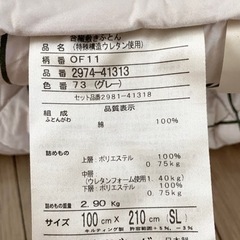 合繊敷きぶとん
(特殊構造ウレタン使用)
柄番 OF11
品番 2974-41313
色番 73(グレー)
セット品番2981-41318
品質表示
ふとんがわ
綿 100%
詰めもの
上層:ポリエステル 100%
0.75kg
中層
(ウレタンフォーム使用 1.40kg)
下層:ポリエステル 100%
0.75kg
詰めもの重量 2.90Kg
サイズ 100cm × 210cm (SL)